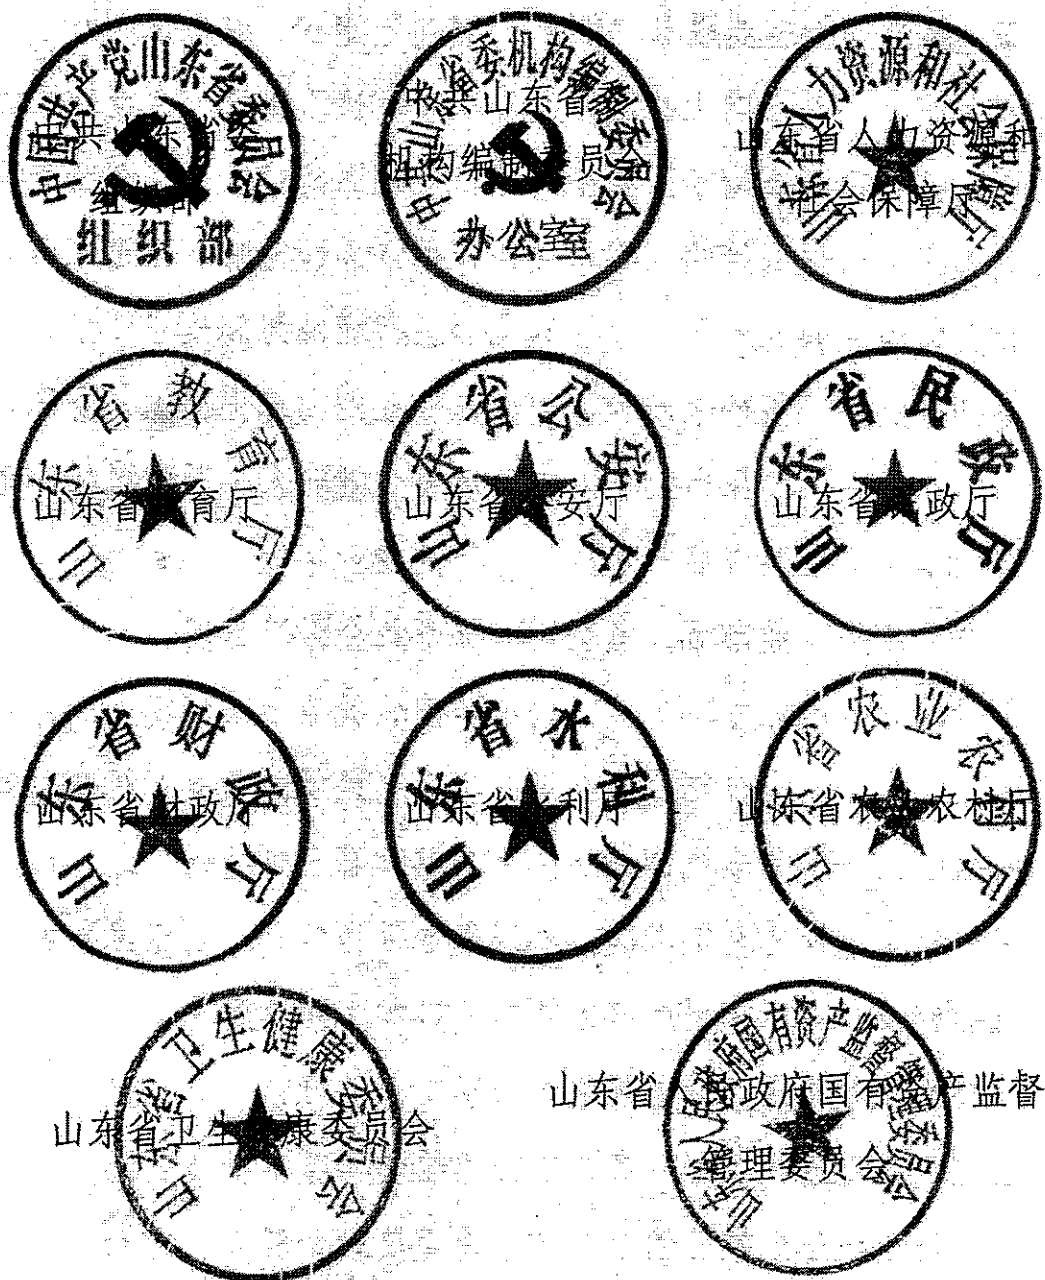 中国共产党山东省委员会
组织部
中共山东省委
组织部
中共山东省委机构编制委员会
办公室
中共山东省委
机构编制委员会
办公室
山东省人力资源和社会保障厅
山东省人力资源和
社会保障厅
山东省教育厅
山东省教育厅
山东省公安厅
山东省公安厅
山东省民政厅
山东省民政厅
山东省财政厅
山东省财政厅
山东省水利厅
山东省水利厅
山东省农业农村厅
山东省农业农村厅
山东省卫生健康委员会
山东省卫生健康委员会
山东省人民政府国有资产监督管理委员会
山东省人民政府国有资产监督
管理委员会